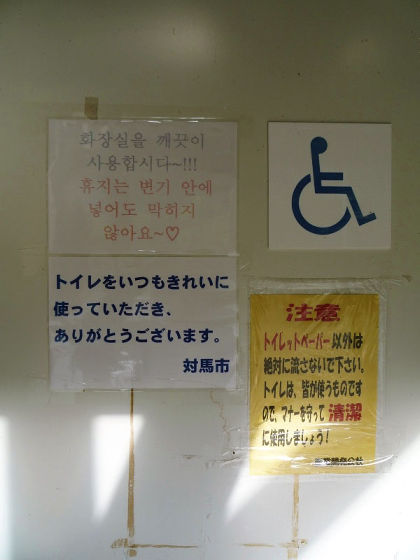 화장실을 깨끗이
사용합시다~!!!
휴지는 변기 안에
넣어도 막히지
않아요~♡
トイレをいつもきれいに
使っていただき、
ありがとうございます。
対馬市
注意
トイレットペーパー以外は
絶対に流さないで下さい。
トイレは、皆が使うものです
ので、マナーを守って清潔
に使用しましょう！